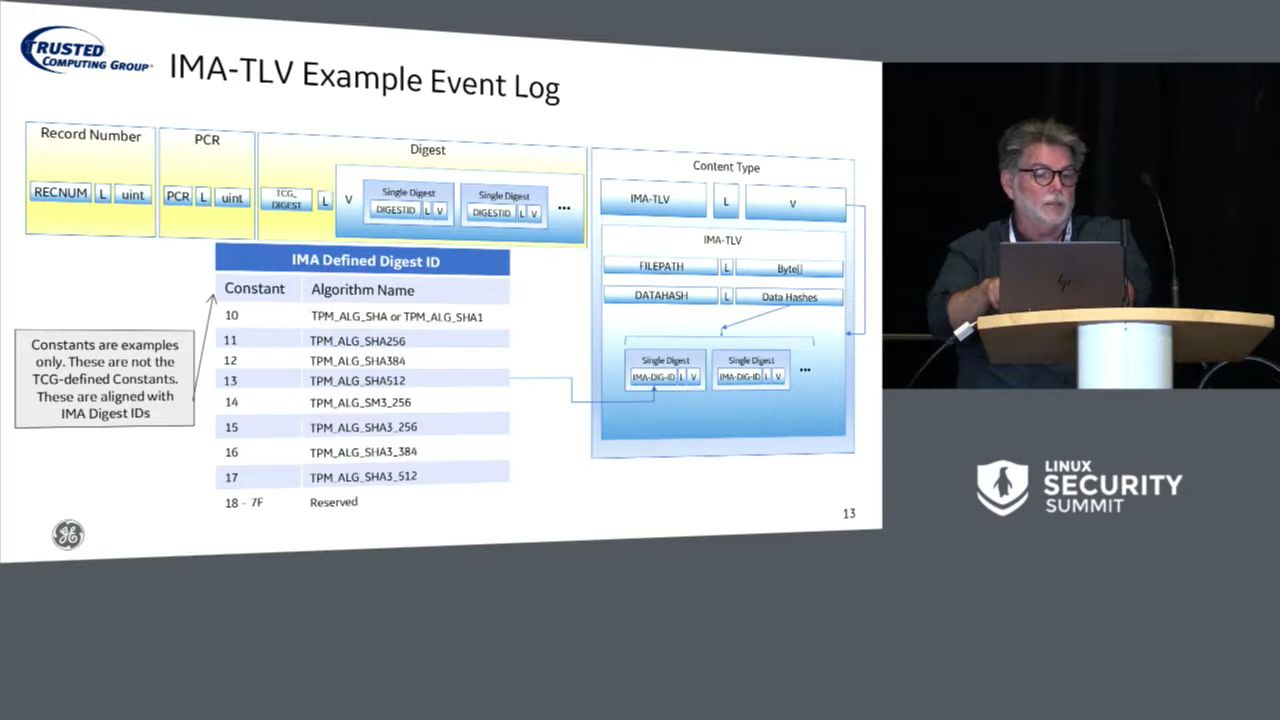 TRUSTED
COMPUTING GROUP
IMA-TLV Example Event Log
Record Number
RECNUM L uint
PCR
PCR L uint
Digest
TCG_
DIGEST
L
V
Single Digest
DIGESTID L V
Single Digest
DIGESTID L V
...
Content Type
IMA-TLV L V
IMA-TLV
FILEPATH L Byte[]
DATAHASH L Data Hashes
Single Digest
IMA-DIG-ID L V
Single Digest
IMA-DIG-ID L V
...
IMA Defined Digest ID
Constant Algorithm Name
10 TPM_ALG_SHA or TPM_ALG_SHA1
11 TPM_ALG_SHA256
12 TPM_ALG_SHA384
13 TPM_ALG_SHA512
14 TPM_ALG_SM3_256
15 TPM_ALG_SHA3_256
16 TPM_ALG_SHA3_384
17 TPM_ALG_SHA3_512
18 - 7F Reserved
Constants are examples
only. These are not the
TCG-defined Constants.
These are aligned with
IMA Digest IDs
13
GE
hp
LINUX
SECURITY
SUMMIT